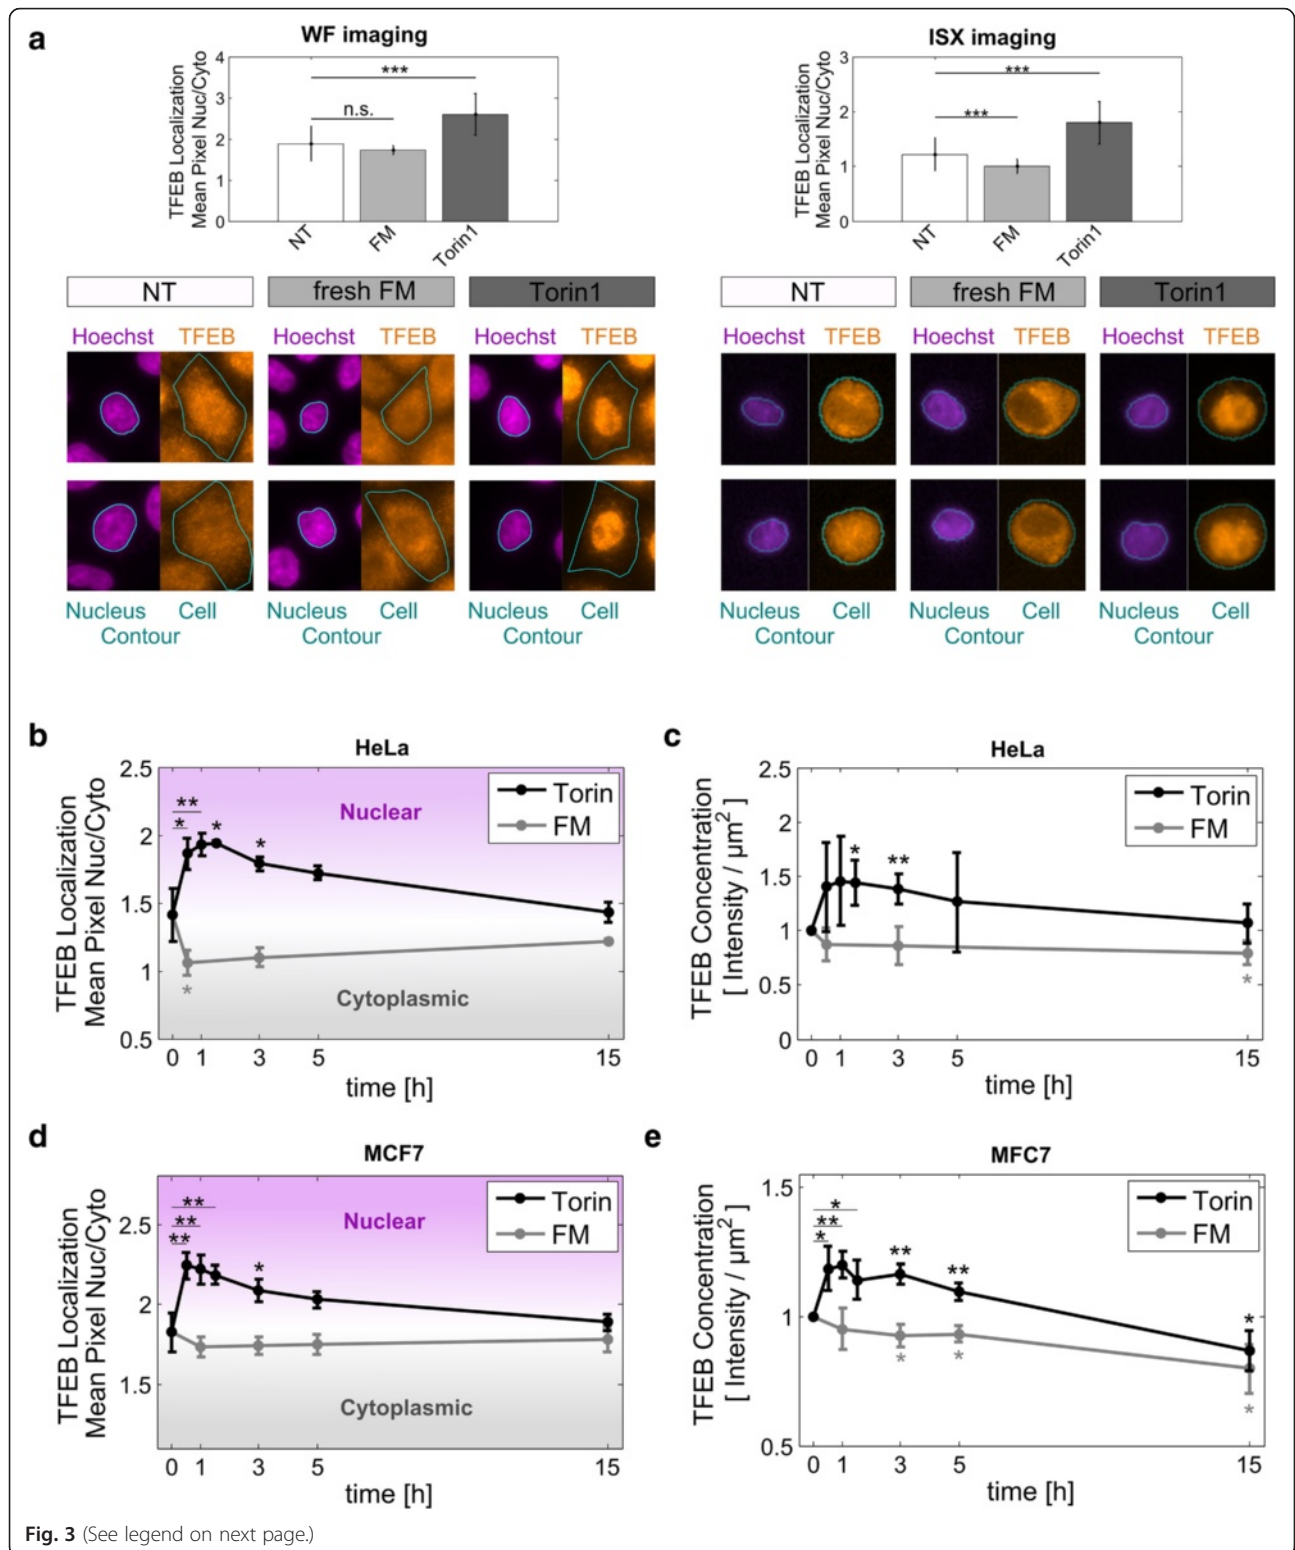 a
WF imaging
TFEB Localization
Mean Pixel Nuc/Cyto
4
3
2
1
0
***
n.s.
NT
FM
Torin1
ISX imaging
TFEB Localization
Mean Pixel Nuc/Cyto
3
2
1
0
***
***
NT
FM
Torin1
NT fresh FM Torin1
Hoechst TFEB Hoechst TFEB Hoechst TFEB
Nucleus Cell Nucleus Cell Nucleus Cell
Contour Contour Contour
NT fresh FM Torin1
Hoechst TFEB Hoechst TFEB Hoechst TFEB
Nucleus Cell Nucleus Cell Nucleus Cell
Contour Contour Contour
b
HeLa
TFEB Localization
Mean Pixel Nuc/Cyto
2.5
2
1.5
1
0.5
**
*
*
*
*
Nuclear
Cytoplasmic
Torin
FM
0 1 3 5 15
time [h]
c
HeLa
TFEB Concentration
[ Intensity / µm2 ]
2.5
2
1.5
1
0.5
0
*
**
*
Torin
FM
0 1 3 5 15
time [h]
d
MCF7
TFEB Localization
Mean Pixel Nuc/Cyto
2.5
2
1.5
**
**
**
*
Nuclear
Cytoplasmic
Torin
FM
0 1 3 5 15
time [h]
e
MFC7
TFEB Concentration
[ Intensity / µm2 ]
1.5
1
0.5
*
**
*
**
**
*
*
*
*
Torin
FM
0 1 3 5 15
time [h]
Fig. 3 (See legend on next page.)